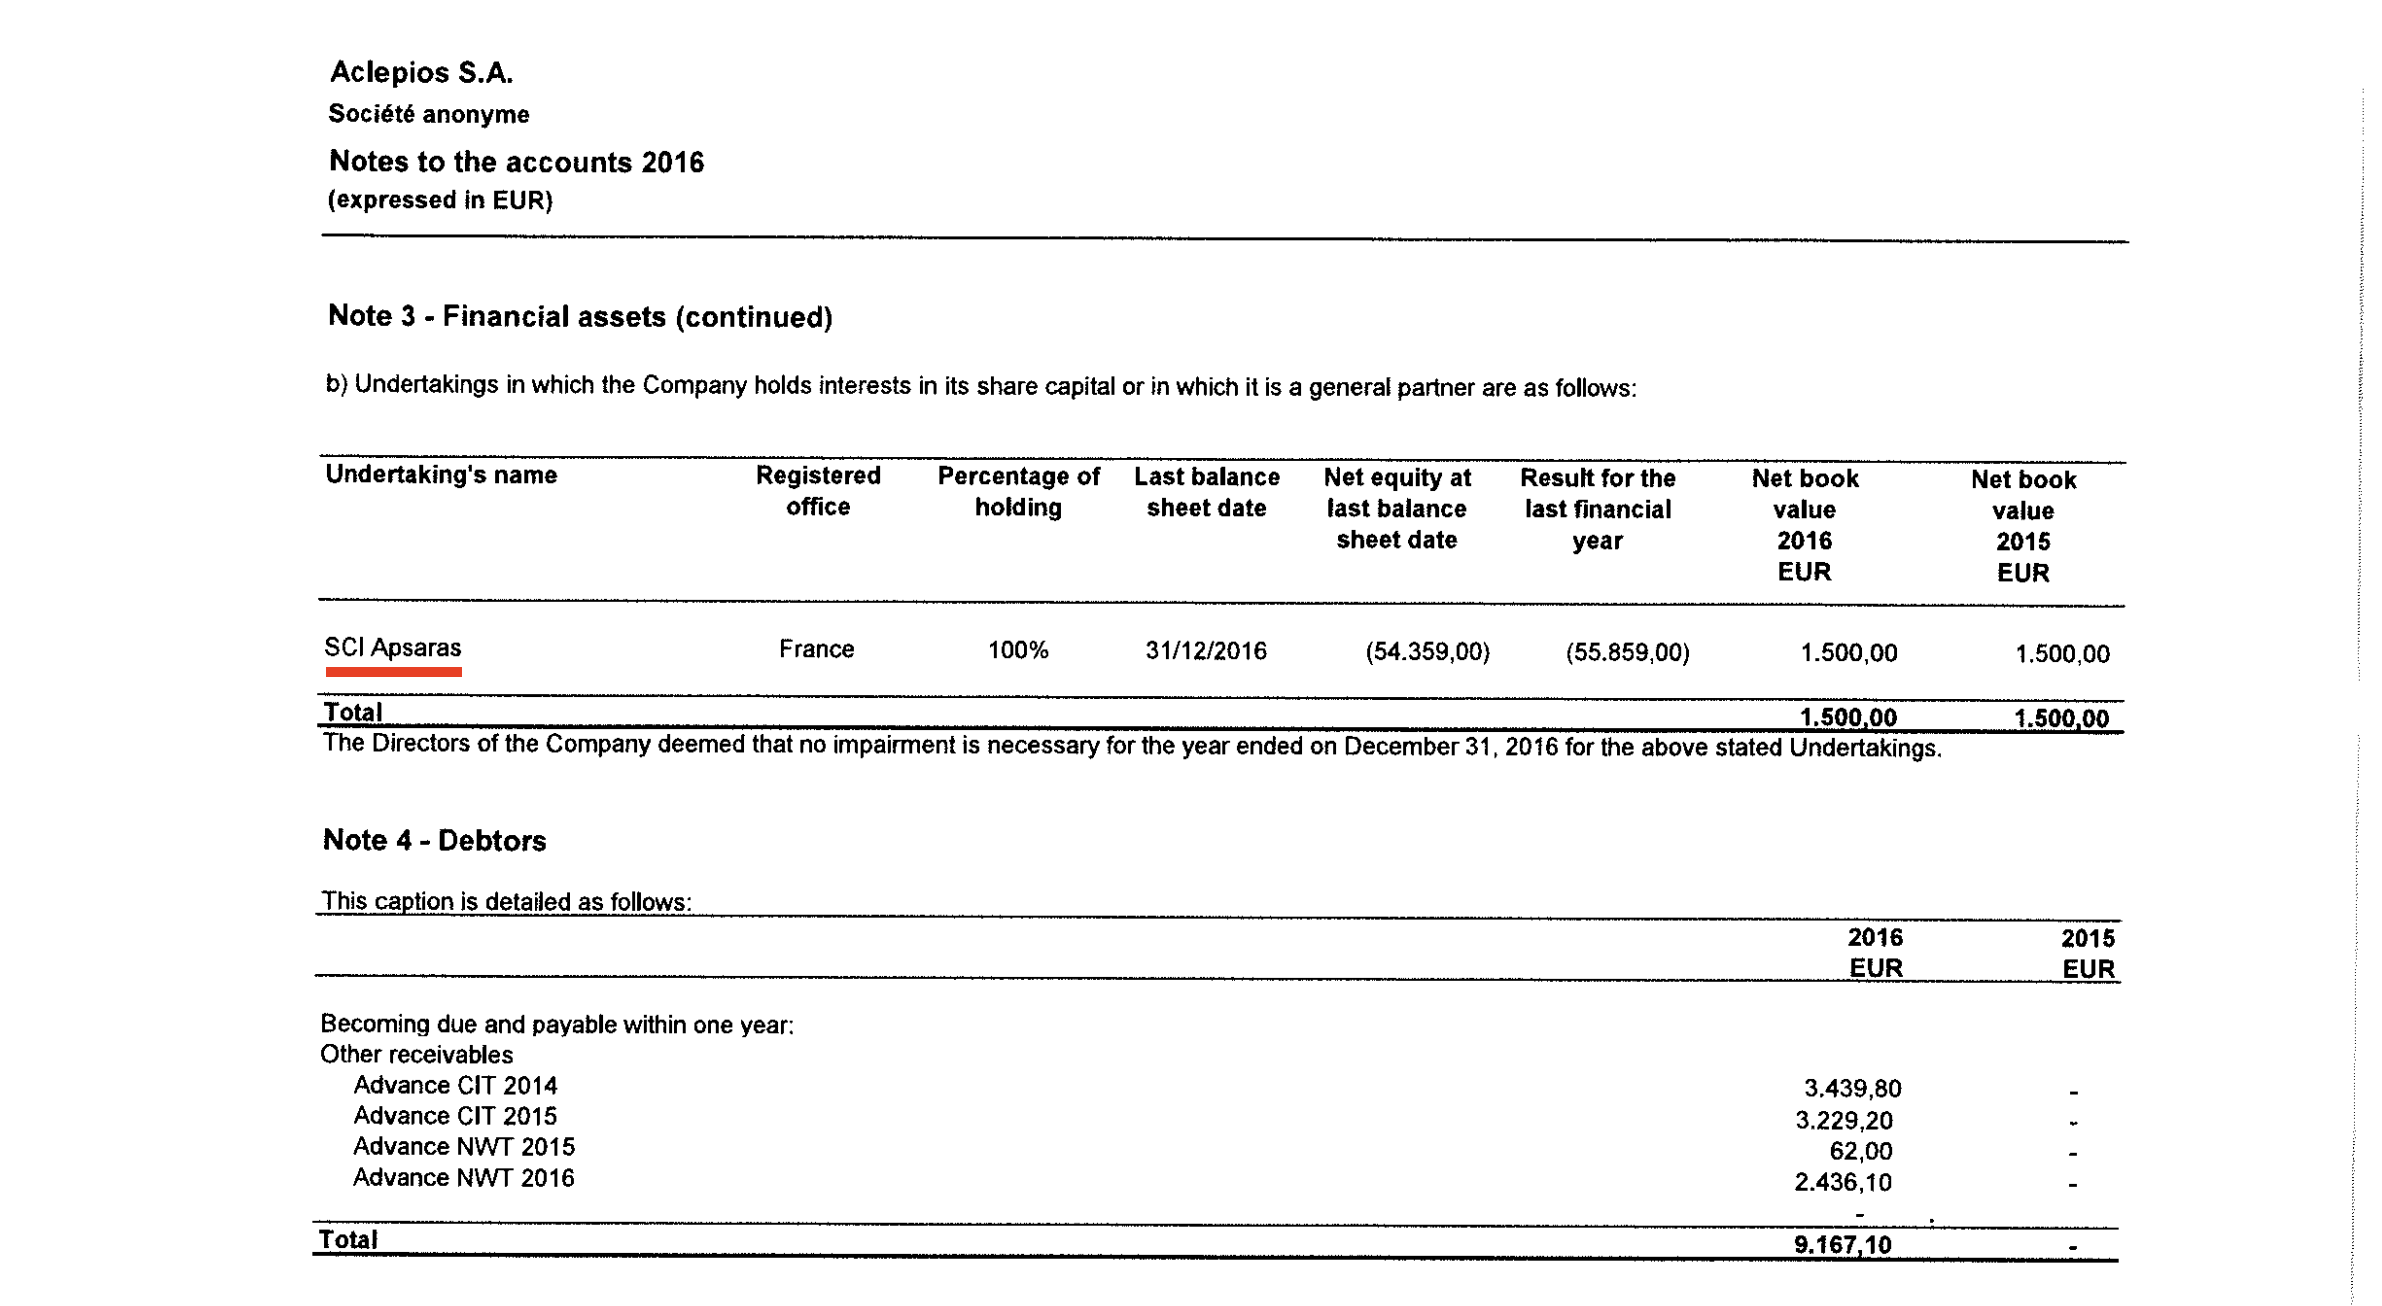 Aclepios S.A.
Société anonyme
Notes to the accounts 2016
(expressed in EUR)
Note 3 - Financial assets (continued)
b) Undertakings in which the Company holds interests in its share capital or in which it is a general partner are as follows:
Undertaking's name Registered office Percentage of holding Last balance sheet date Net equity at last balance sheet date Result for the last financial year Net book value 2016 EUR Net book value 2015 EUR
SCI Apsaras France 100% 31/12/2016 (54.359,00) (55.859,00) 1.500,00 1.500,00
Total 1.500,00 1.500,00
The Directors of the Company deemed that no impairment is necessary for the year ended on December 31, 2016 for the above stated Undertakings.
Note 4 - Debtors
This caption is detailed as follows:
2016 2015
EUR EUR
Becoming due and payable within one year:
Other receivables
Advance CIT 2014 3.439,80 -
Advance CIT 2015 3.229,20 -
Advance NWT 2015 62,00 -
Advance NWT 2016 2.436,10 -
-
Total 9.167,10 -